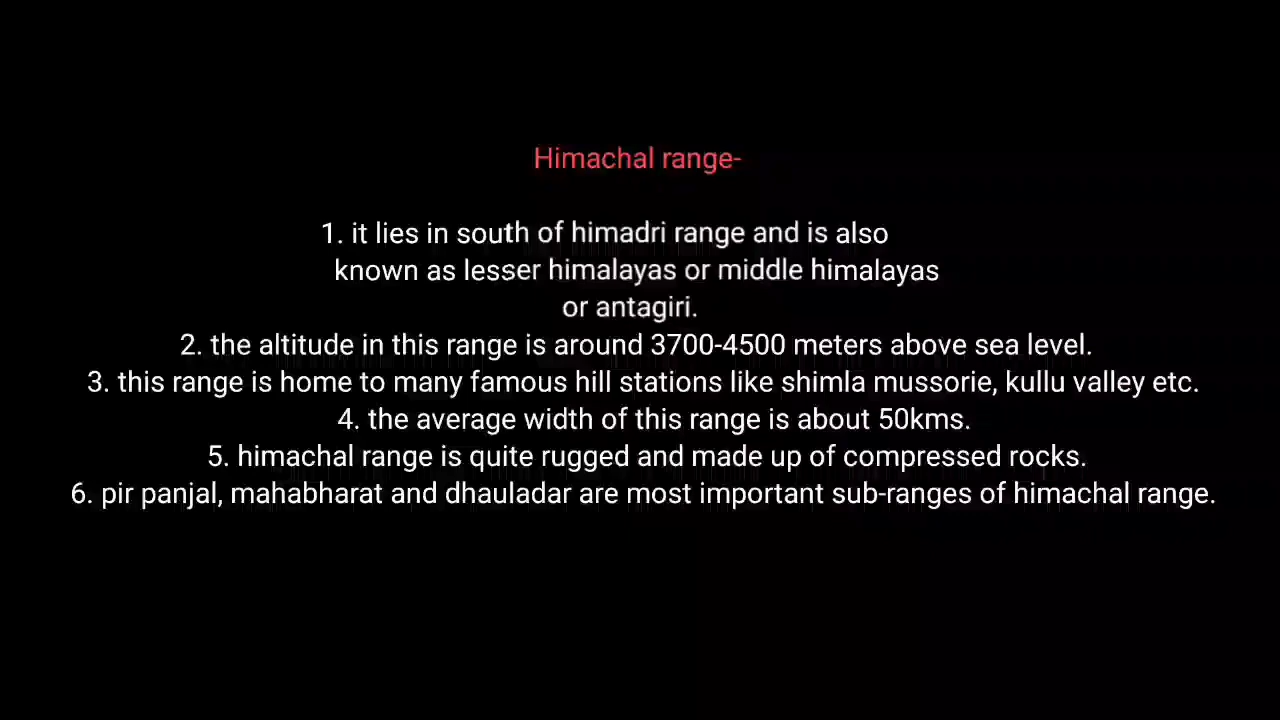 Himachal range-
1. it lies in south of himadri range and is also
known as lesser himalayas or middle himalayas
or antagiri.
2. the altitude in this range is around 3700-4500 meters above sea level.
3. this range is home to many famous hill stations like shimla mussorie, kullu valley etc.
4. the average width of this range is about 50kms.
5. himachal range is quite rugged and made up of compressed rocks.
6. pir panjal, mahabharat and dhauladar are most important sub-ranges of himachal range.